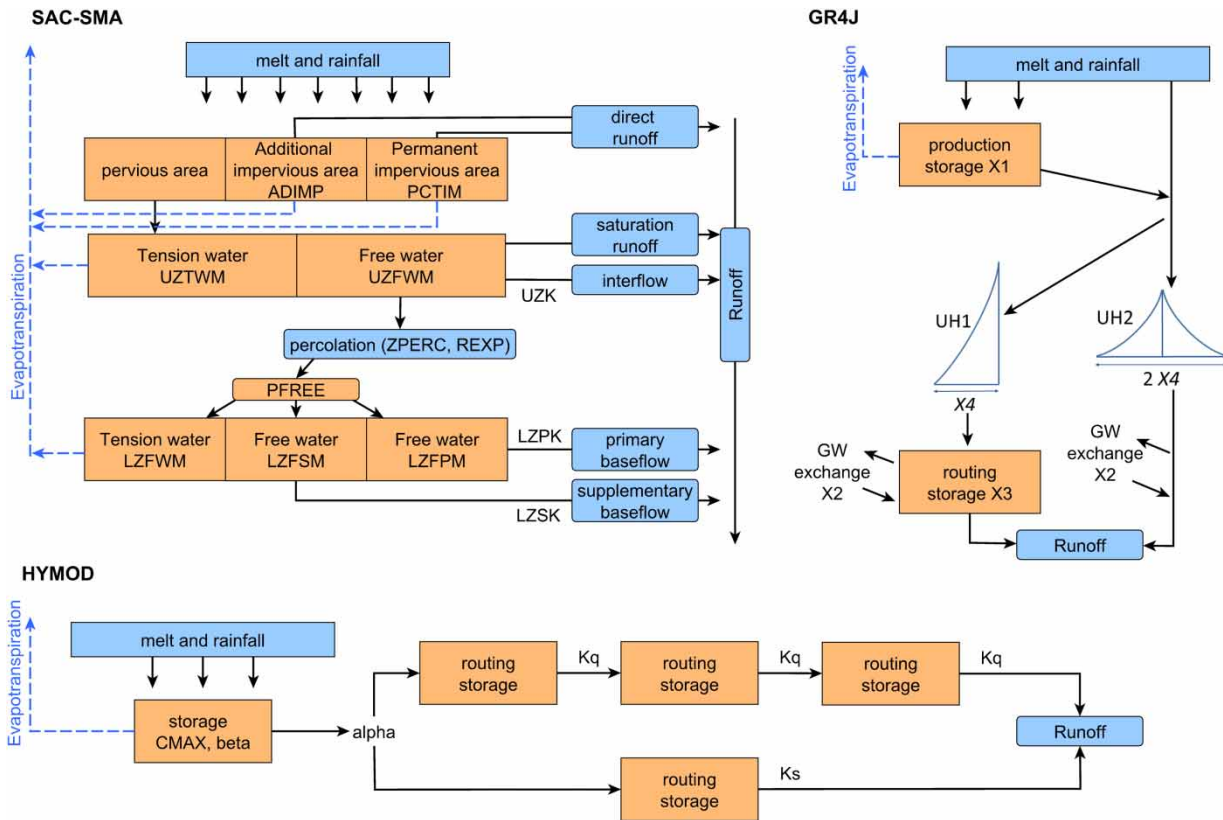 SAC-SMA
melt and rainfall
direct
runoff
pervious area
Additional
impervious area
ADIMP
Permanent
impervious area
PCTIM
saturation
runoff
Tension water
UZTWM
Free water
UZFWM
UZK
interflow
Runoff
Evapotranspiration
percolation (ZPERC, REXP)
PFREE
Tension water
LZFWM
Free water
LZFSM
Free water
LZFPM
LZPK
primary
baseflow
LZSK
supplementary
baseflow
GR4J
melt and rainfall
Evapotranspiration
production
storage X1
UH1
X4
UH2
2 X4
GW
exchange
X2
routing
storage X3
GW
exchange
X2
Runoff
HYMOD
Evapotranspiration
melt and rainfall
storage
CMAX, beta
alpha
routing
storage
Kq
routing
storage
Kq
routing
storage
Kq
routing
storage
Ks
Runoff